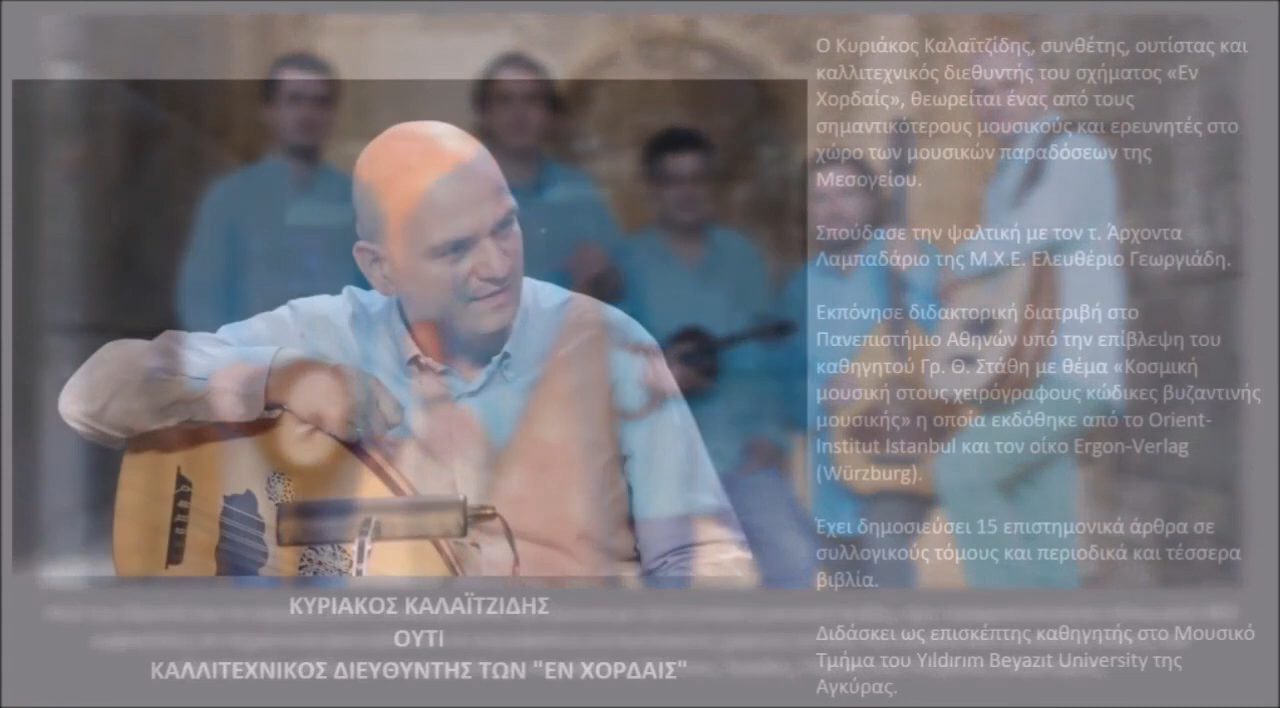 Ο Κυριάκος Καλαϊτζίδης, συνθέτης, ουτίστας και
καλλιτεχνικός διεθυντής του σχήματος «Εν
Χορδαίς», θεωρείται ένας από τους
σημαντικότερους μουσικούς και ερευνητές στο
χώρο των μουσικών παραδόσεων της
Μεσογείου.
Σπούδασε την ψαλτική με τον τ. Άρχοντα
Λαμπαδάριο της Μ.Χ.Ε. Ελευθέριο Γεωργιάδη.
Εκπόνησε διδακτορική διατριβή στο
Πανεπιστήμιο Αθηνών υπό την επίβλεψη του
καθηγητού Γρ. Θ. Στάθη με θέμα «Κοσμική
μουσική στους χειρόγραφους κώδικες βυζαντινής
μουσικής» η οποία εκδόθηκε από το Orient-
Institut Istanbul και τον οίκο Ergon-Verlag
(Würzburg).
Έχει δημοσιεύσει 15 επιστημονικά άρθρα σε
συλλογικούς τόμους και περιοδικά και τέσσερα
βιβλία.
Διδάσκει ως επισκέπτης καθηγητής στο Μουσικό
Τμήμα του Yıldırım Beyazıt University της
Αγκύρας.
ΚΥΡΙΑΚΟΣ ΚΑΛΑΪΤΖΙΔΗΣ
ΟΥΤΙ
ΚΑΛΛΙΤΕΧΝΙΚΟΣ ΔΙΕΥΘΥΝΤΗΣ ΤΩΝ "ΕΝ ΧΟΡΔΑΙΣ"